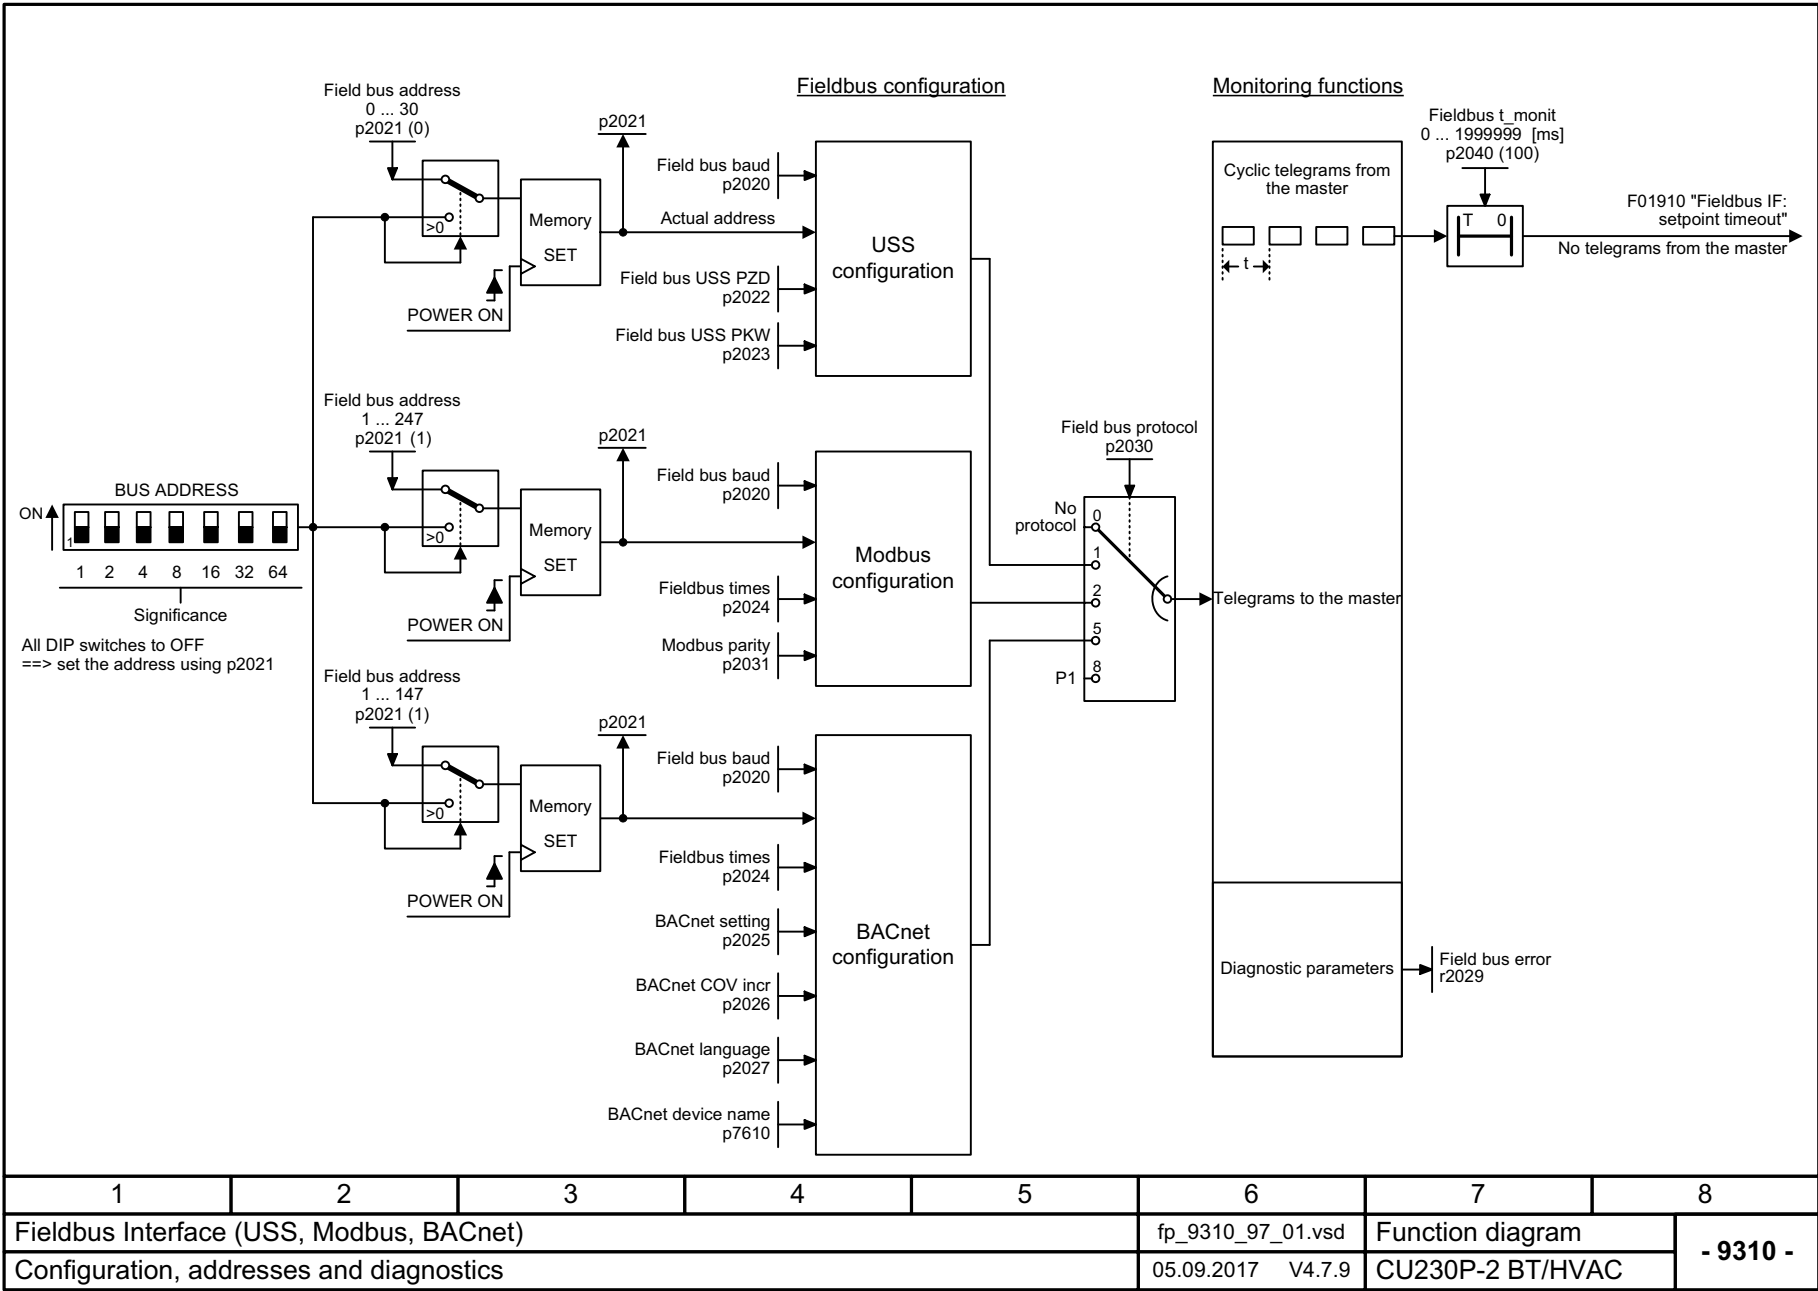 Fieldbus configuration
Monitoring functions
Field bus address
0 ... 30
p2021 (0)
p2021
Field bus baud
p2020
Actual address
Field bus USS PZD
p2022
Field bus USS PKW
p2023
>0
Memory
SET
POWER ON
USS
configuration
Field bus address
1 ... 247
p2021 (1)
p2021
Field bus baud
p2020
Fieldbus times
p2024
Modbus parity
p2031
>0
Memory
SET
POWER ON
Modbus
configuration
BUS ADDRESS
ON
1
1 2 4 8 16 32 64
Significance
All DIP switches to OFF
==> set the address using p2021
Field bus address
1 ... 147
p2021 (1)
p2021
Field bus baud
p2020
Fieldbus times
p2024
BACnet setting
p2025
BACnet COV incr
p2026
BACnet language
p2027
BACnet device name
p7610
>0
Memory
SET
POWER ON
BACnet
configuration
Field bus protocol
p2030
No
protocol
0
1
2
5
8
P1
Cyclic telegrams from
the master
t
Telegrams to the master
Diagnostic parameters
Field bus error
r2029
Fieldbus t_monit
0 ... 1999999 [ms]
p2040 (100)
T 0
F01910 "Fieldbus IF:
setpoint timeout"
No telegrams from the master
1 2 3 4 5 6 7 8
Fieldbus Interface (USS, Modbus, BACnet)
fp_9310_97_01.vsd
Function diagram
- 9310 -
Configuration, addresses and diagnostics
05.09.2017 V4.7.9
CU230P-2 BT/HVAC